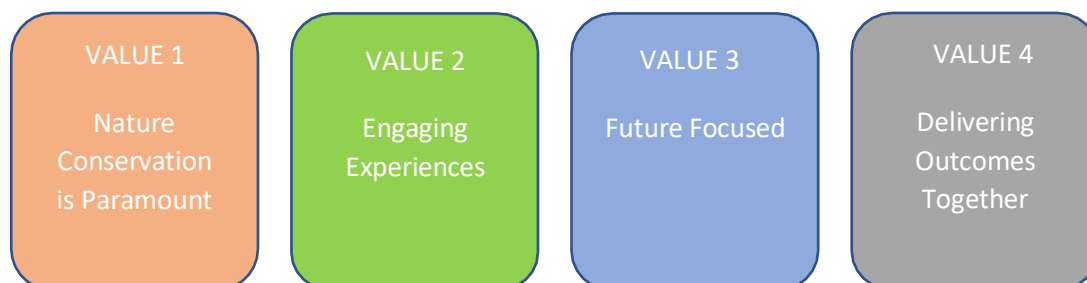 VALUE 1
Nature
Conservation
is Paramount
VALUE 2
Engaging
Experiences
VALUE 3
Future Focused
VALUE 4
Delivering
Outcomes
Together